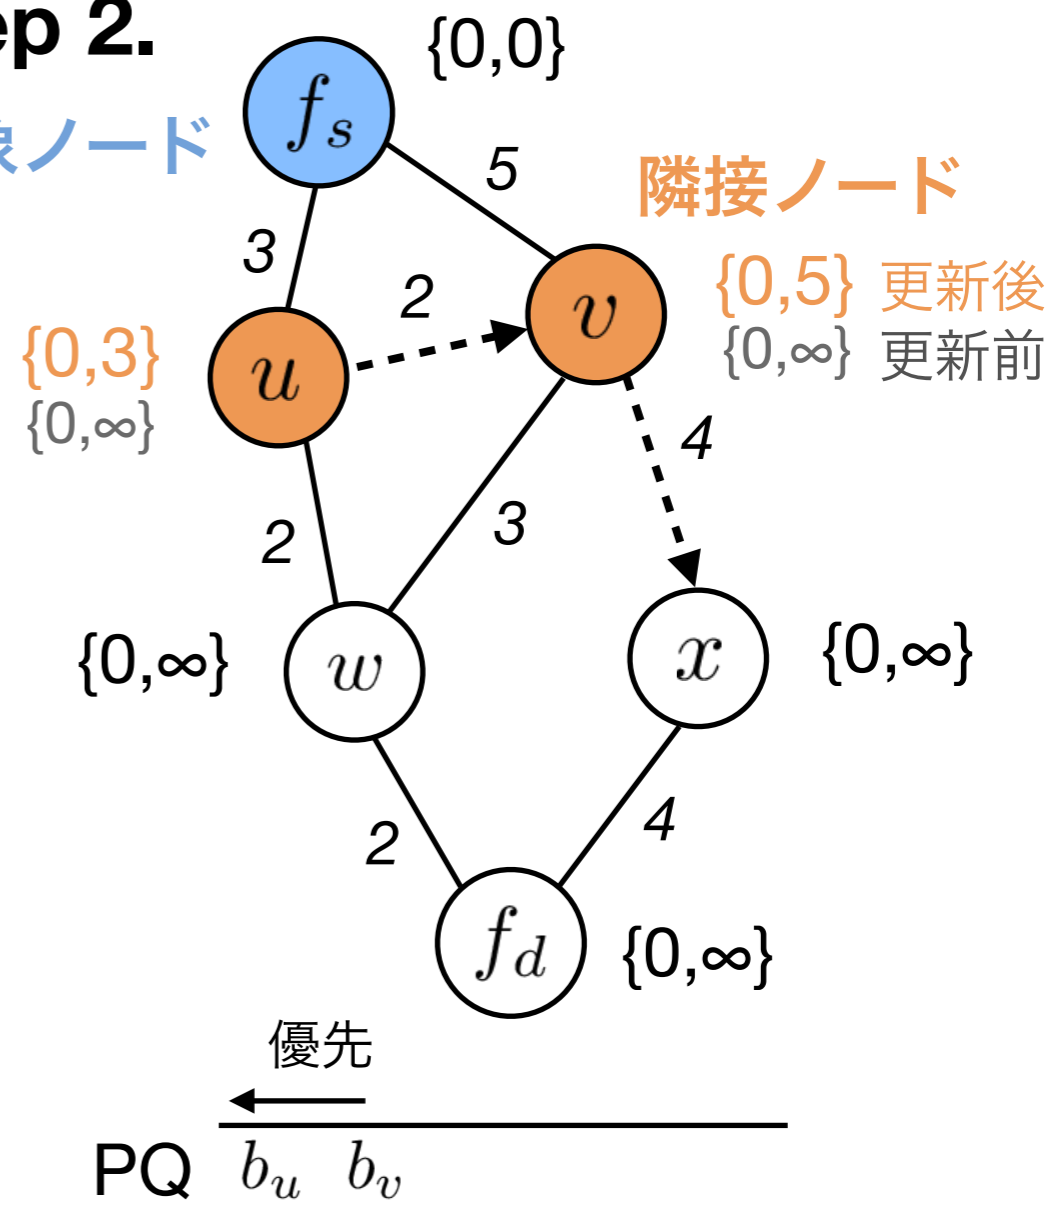 ep 2.
{0,0}
象ノード
f_s
5
隣接ノード
3
{0,5} 更新後
{0,∞} 更新前
2
v
{0,3}
{0,∞}
u
4
2
3
{0,∞}
w
x
{0,∞}
2
4
f_d
{0,∞}
優先
PQ b_u b_v